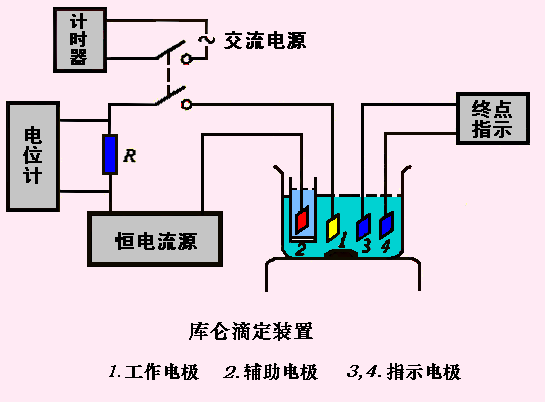 计时器
交流电源
电位计
R
终点指示
恒电流源
2
1
3
4
库仑滴定装置
1.工作电极 2.辅助电极 3,4.指示电极